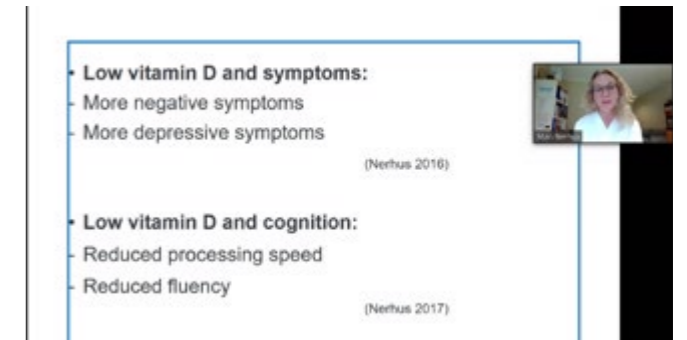 • Low vitamin D and symptoms:
- More negative symptoms
- More depressive symptoms
(Nerhus 2016)
• Low vitamin D and cognition:
- Reduced processing speed
- Reduced fluency
(Nerhus 2017)